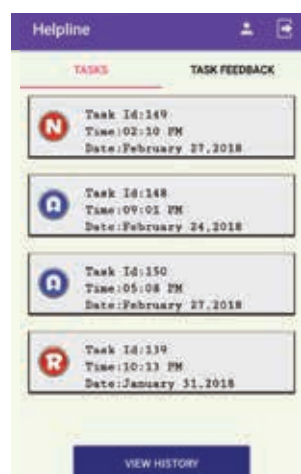 Helpline
TASKS TASK FEEDBACK
N
Task Id:149
Time:02:10 PM
Date:February 27,2018
A
Task Id:148
Time:09:01 PM
Date:February 24,2018
A
Task Id:150
Time:05:08 PM
Date:February 27,2018
R
Task Id:139
Time:10:13 PM
Date:January 31,2018
VIEW HISTORY